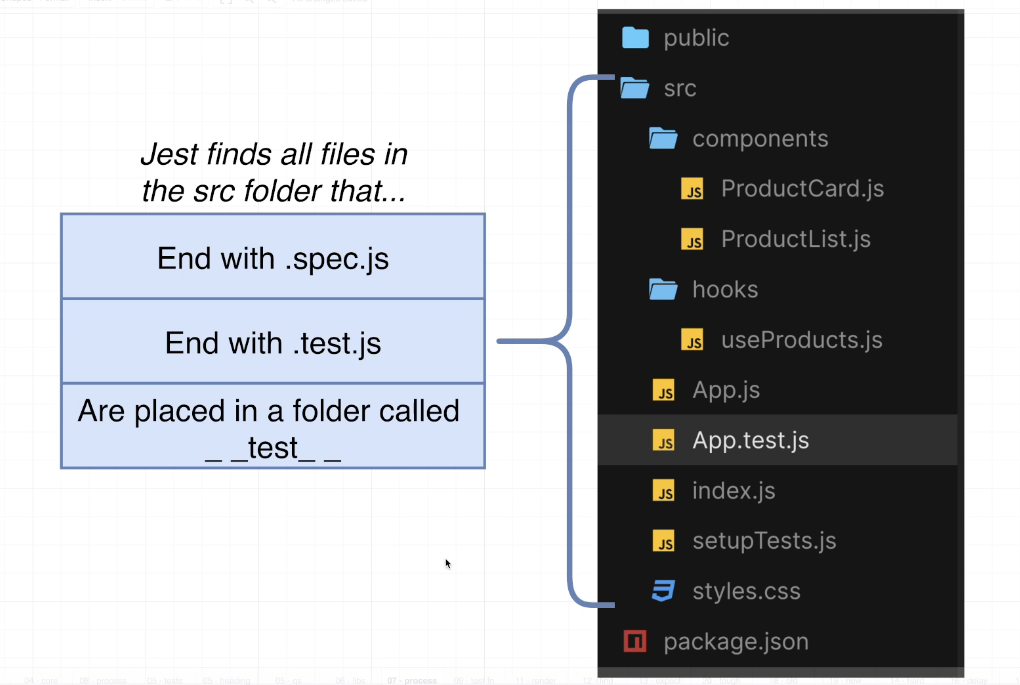 Jest finds all files in
the src folder that...
End with .spec.js
End with .test.js
Are placed in a folder called
_ _test_ _
public
src
components
JS ProductCard.js
JS ProductList.js
hooks
JS useProducts.js
JS App.js
JS App.test.js
JS index.js
JS setupTests.js
styles.css
package.json
07 - process